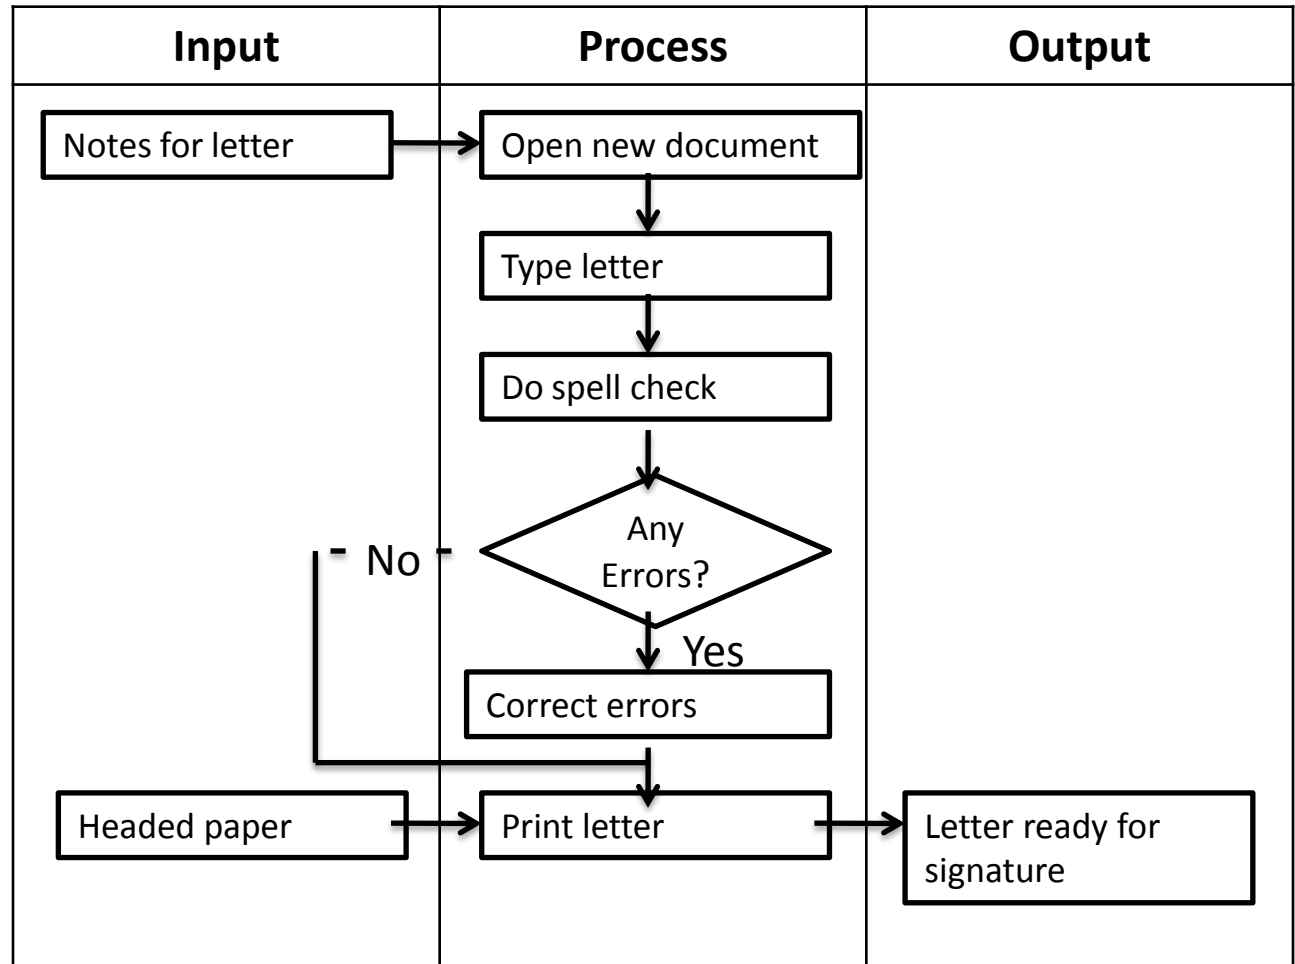 Input
Process
Output
Notes for letter
Open new document
Type letter
Do spell check
Any
Errors?
No
Yes
Correct errors
Headed paper
Print letter
Letter ready for
signature